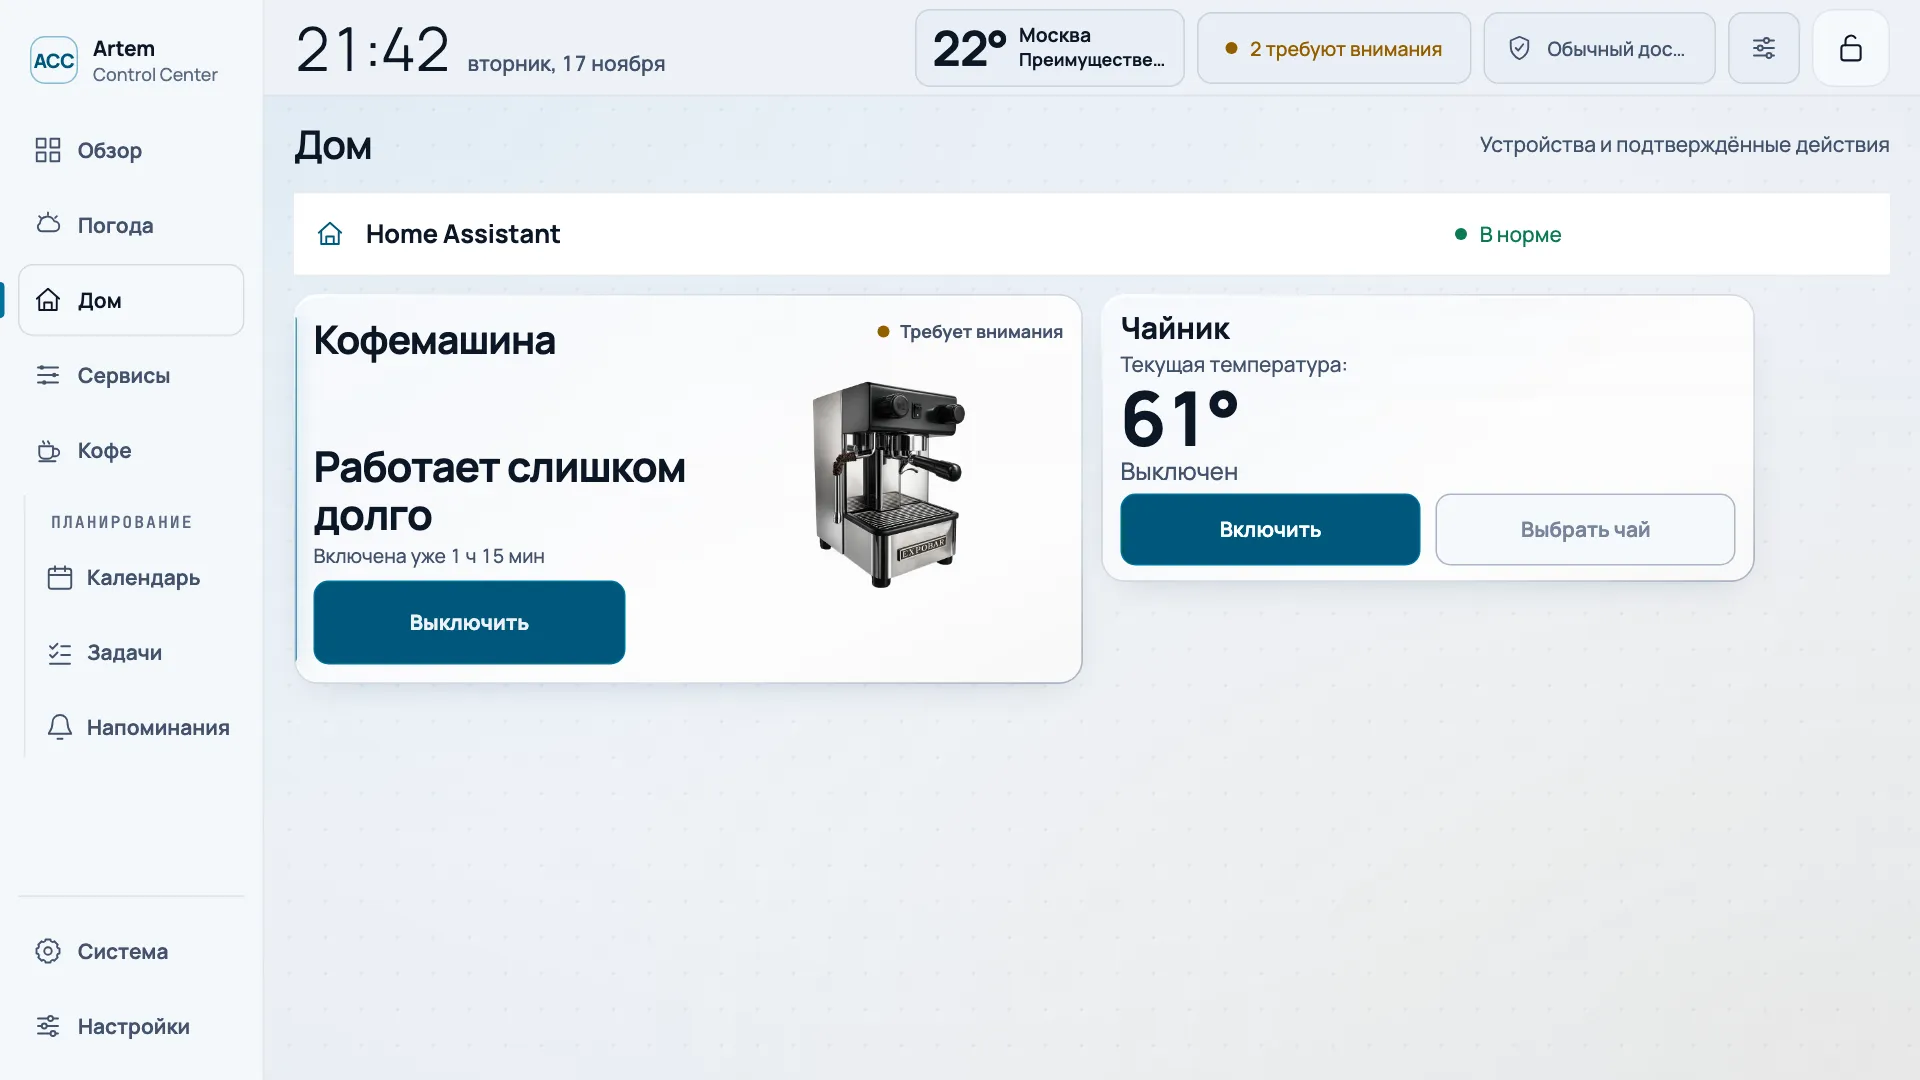 ACC
Artem
Control Center
21:42
вторник, 17 ноября
22°
Москва
Преимуществе...
2 требуют внимания
Обычный дос...
Обзор
Погода
Дом
Сервисы
Кофе
ПЛАНИРОВАНИЕ
Календарь
Задачи
Напоминания
Система
Настройки
Дом
Устройства и подтверждённые действия
Home Assistant
В норме
Кофемашина
Требует внимания
Работает слишком
долго
Включена уже 1 ч 15 мин
Выключить
EXPOBAR
Чайник
Текущая температура:
61°
Выключен
Включить
Выбрать чай